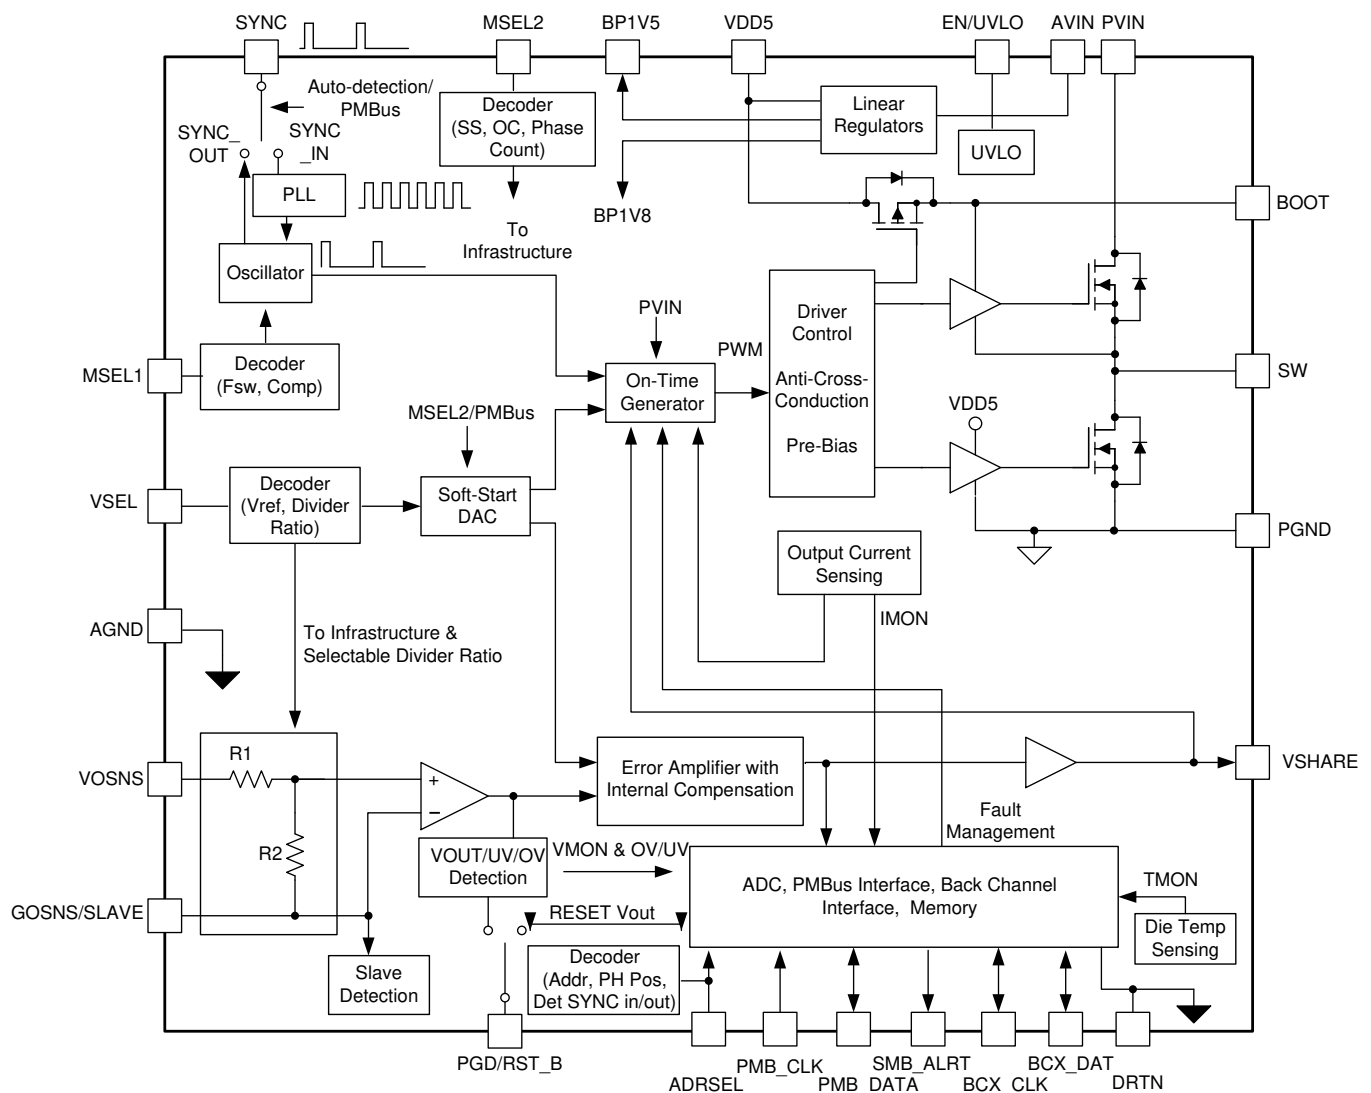 SYNC
MSEL2
BP1V5
VDD5
EN/UVLO
AVIN
PVIN
Auto-detection/
PMBus
SYNC_
OUT
SYNC
_IN
PLL
Decoder
(SS, OC, Phase
Count)
To
Infrastructure
BP1V8
Linear
Regulators
UVLO
BOOT
Oscillator
MSEL1
Decoder
(Fsw, Comp)
PVIN
On-Time
Generator
PWM
Driver
Control
Anti-Cross-
Conduction
Pre-Bias
VDD5
SW
MSEL2/PMBus
VSEL
Decoder
(Vref, Divider
Ratio)
Soft-Start
DAC
PGND
Output Current
Sensing
IMON
AGND
To Infrastructure &
Selectable Divider Ratio
VOSNS
R1
R2
+
−
Error Amplifier with
Internal Compensation
VSHARE
Fault
Management
VOUT/UV/OV
Detection
VMON & OV/UV
ADC, PMBus Interface, Back Channel
Interface, Memory
TMON
Die Temp
Sensing
GOSNS/SLAVE
RESET Vout
Slave
Detection
Decoder
(Addr, PH Pos,
Det SYNC in/out)
PGD/RST_B
ADRSEL
PMB_CLK
PMB_DATA
SMB_ALRT
BCX_CLK
BCX_DAT
DRTN